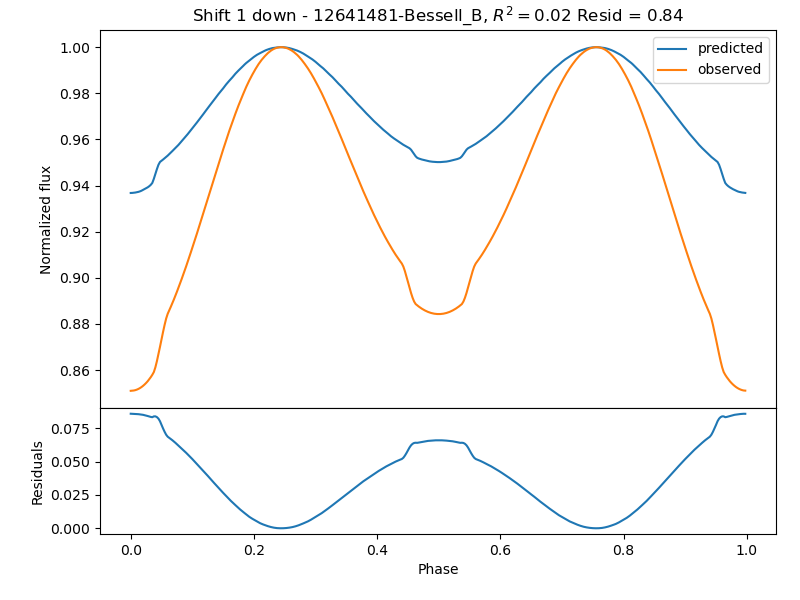 Shift 1 down - 12641481-Bessell_B, R² = 0.02 Resid = 0.84
predicted
observed
Normalized flux
1.00
0.98
0.96
0.94
0.92
0.90
0.88
0.86
Residuals
0.075
0.050
0.025
0.000
0.0 0.2 0.4 0.6 0.8 1.0
Phase